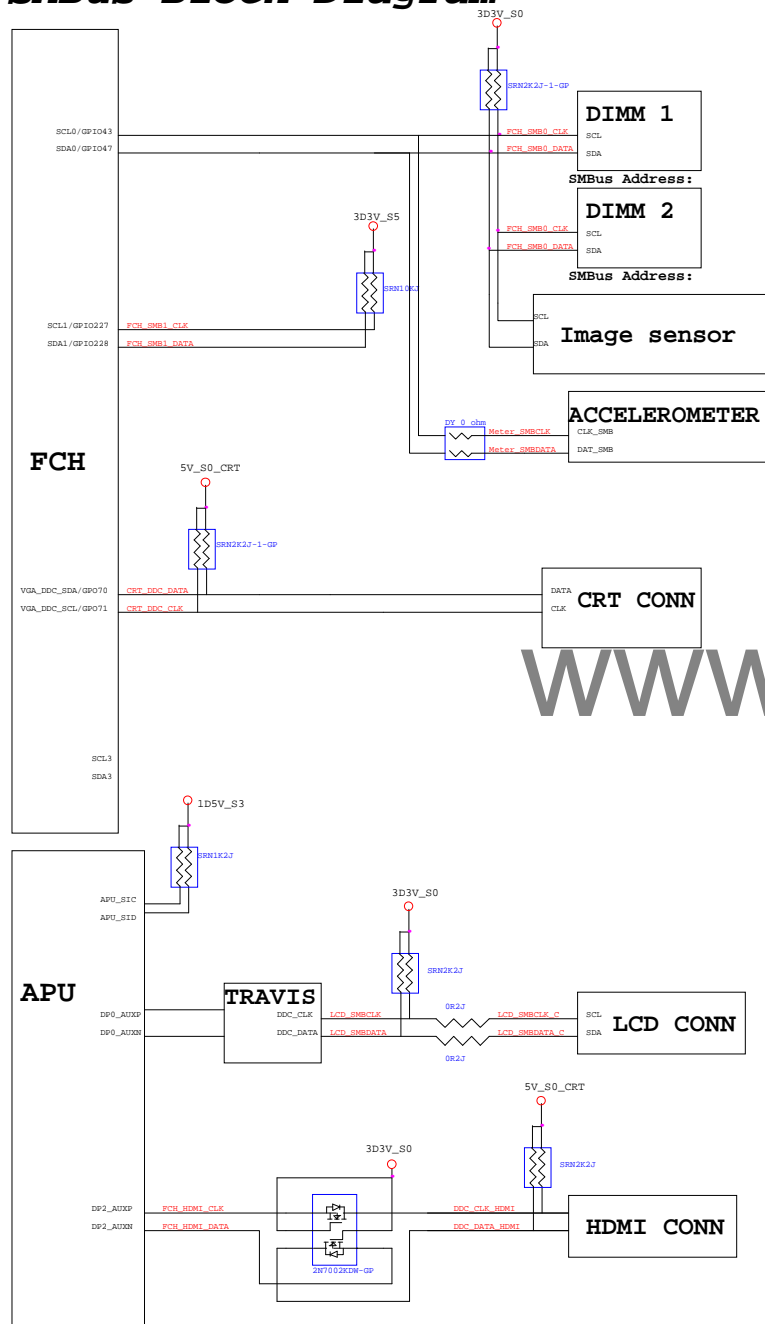 SMBus Block Diagram
3D3V_S0
SRN2K2J-1-GP
DIMM 1
SCL0/GPIO43
FCH_SMB0_CLK
SCL
SDA0/GPIO47
FCH_SMB0_DATA
SDA
SMBus Address:
DIMM 2
3D3V_S5
FCH_SMB0_CLK
SCL
FCH_SMB0_DATA
SDA
SMBus Address:
SRN10KJ
SCL
SCL1/GPIO227
FCH_SMB1_CLK
Image sensor
SDA1/GPIO228
FCH_SMB1_DATA
SDA
ACCELEROMETER
DY 0 ohm
Meter_SMBCLK
CLK_SMB
Meter_SMBDATA
DAT_SMB
FCH
5V_S0_CRT
SRN2K2J-1-GP
VGA_DDC_SDA/GPO70
CRT_DDC_DATA
DATA
CRT CONN
VGA_DDC_SCL/GPO71
CRT_DDC_CLK
CLK
WWW
SCL3
SDA3
1D5V_S3
SRN1K2J
APU_SIC
APU_SID
3D3V_S0
SRN2K2J
APU
TRAVIS
0R2J
DP0_AUXP
DDC_CLK
LCD_SMBCLK
LCD_SMBCLK_C
SCL
LCD CONN
DP0_AUXN
DDC_DATA
LCD_SMBDATA
LCD_SMBDATA_C
SDA
0R2J
5V_S0_CRT
3D3V_S0
SRN2K2J
DP2_AUXP
FCH_HDMI_CLK
DDC_CLK_HDMI
DP2_AUXN
FCH_HDMI_DATA
DDC_DATA_HDMI
HDMI CONN
2N7002KDW-GP